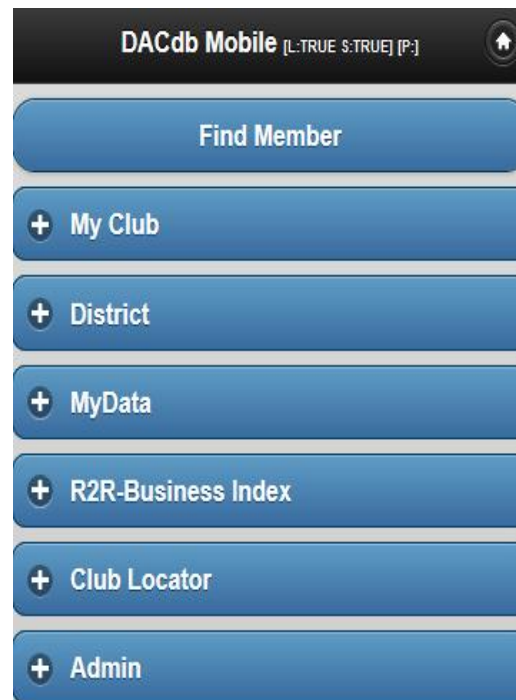 DACdb Mobile [L:TRUE S:TRUE] [P:]
Find Member
My Club
District
MyData
R2R-Business Index
Club Locator
Admin